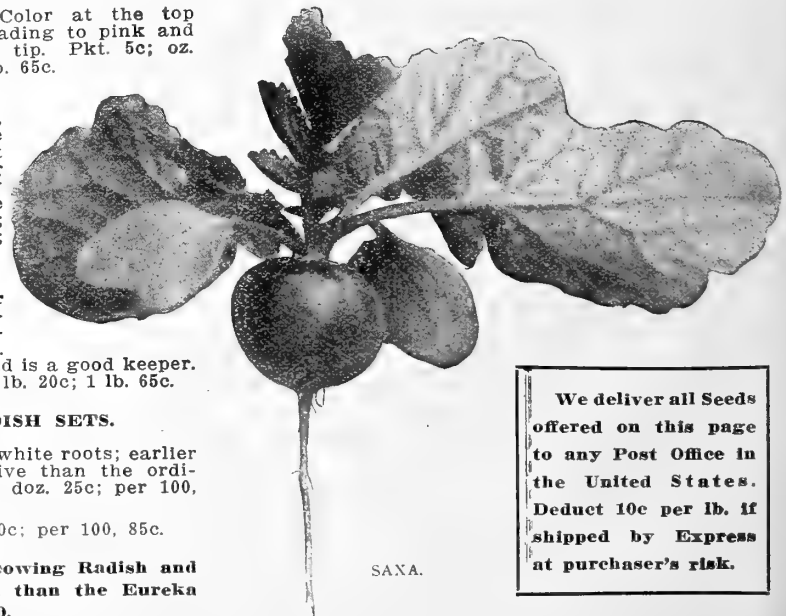 Color at the top
ading to pink and
tip. Pkt. 5c; oz.
. 65c.
d is a good keeper.
lb. 20c; 1 lb. 65c.
DISH SETS.
white roots; earlier
ive than the ordi-
doz. 25c; per 100,
0c; per 100, 85c.
owing Radish and
than the Eureka
SAXA.
We deliver all Seeds
offered on this page
to any Post Office in
the United States.
Deduct 10c per lb. if
shipped by Express
at purchaser's risk.